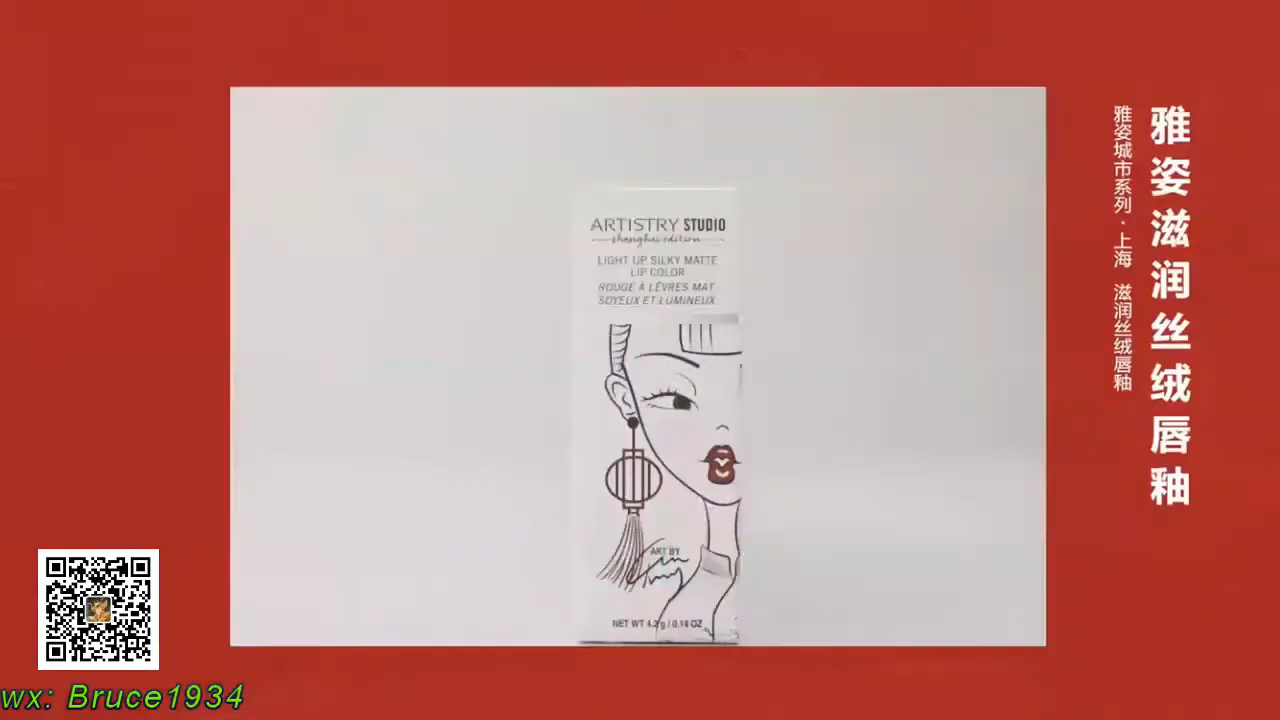 ARTISTRY STUDIO
shanghai edition
LIGHT UP SILKY MATTE
LIP COLOR
ROUGE À LÈVRES MAT
SOYEUX ET LUMINEUX
ART BY
NET WT 4.2 g / 0.14 OZ
雅姿滋润丝绒唇釉
雅姿城市系列·上海 滋润丝绒唇釉
wx: Bruce1934